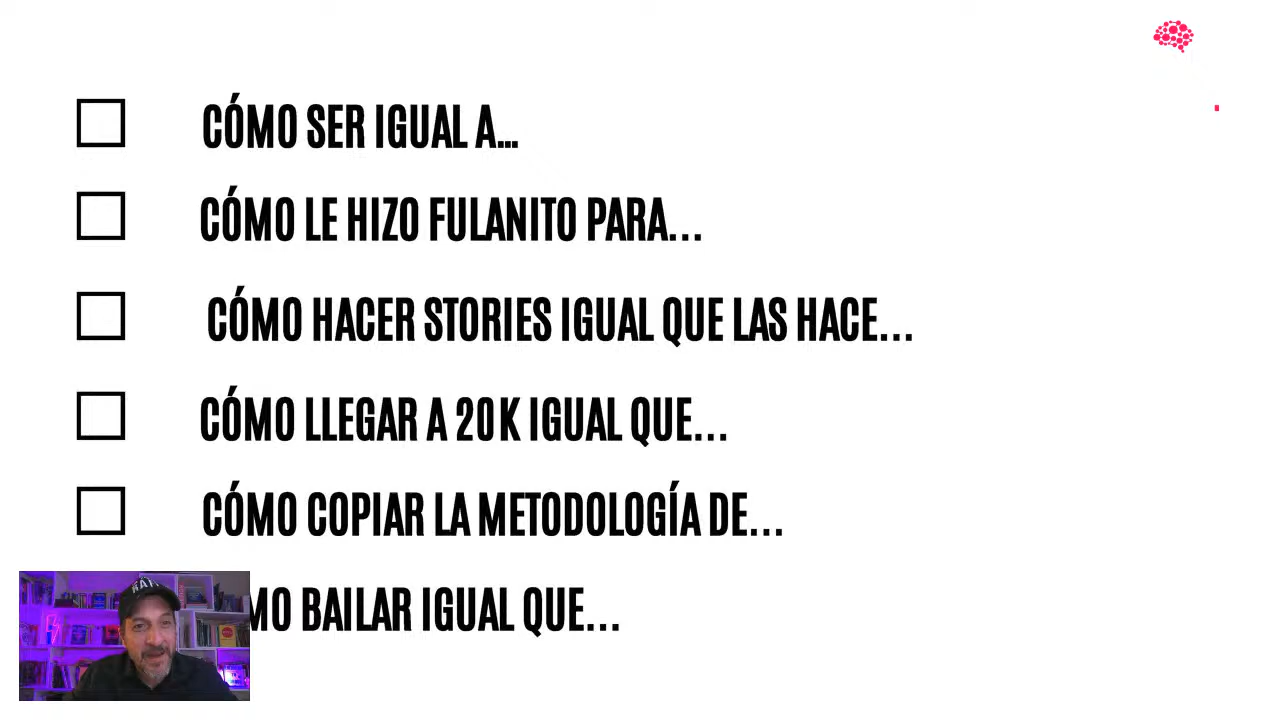 CÓMO SER IGUAL A...
CÓMO LE HIZO FULANITO PARA...
CÓMO HACER STORIES IGUAL QUE LAS HACE...
CÓMO LLEGAR A 20K IGUAL QUE...
CÓMO COPIAR LA METODOLOGÍA DE...
MO BAILAR IGUAL QUE...